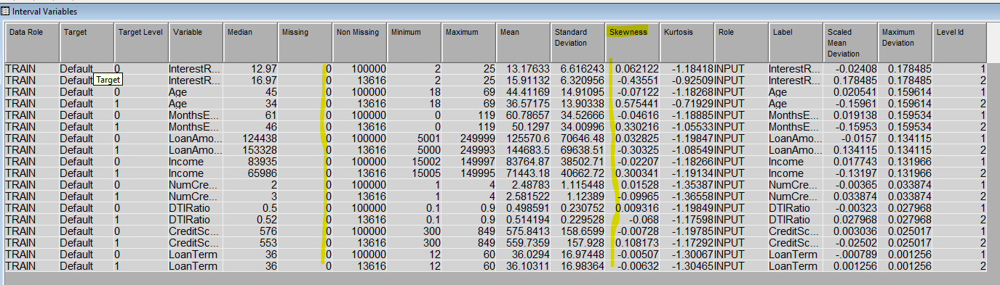 Interval Variables
Data Role Target Target Level Variable Median Missing Non Missing Minimum Maximum Mean Standard Deviation Skewness Kurtosis Role Label Scaled Mean Deviation Maximum Deviation Level Id
TRAIN Default 0 InterestR... 12.97 0 100000 2 25 13.17633 6.616243 0.062122 -1.18418 INPUT InterestR... -0.02408 0.178485 1
TRAIN Default 1 InterestR... 16.97 0 13616 2 25 15.91132 6.320956 -0.43551 -0.92509 INPUT InterestR... 0.178485 0.178485 2
Target
TRAIN Default 0 Age 45 0 100000 18 69 44.41169 14.91095 -0.07122 -1.18268 INPUT Age 0.020541 0.159614 1
TRAIN Default 1 Age 34 0 13616 18 69 36.57175 13.90338 0.575441 -0.71929 INPUT Age -0.15961 0.159614 2
TRAIN Default 0 MonthsE... 61 0 100000 0 119 60.78657 34.52666 -0.04616 -1.18885 INPUT MonthsE... 0.019138 0.159534 1
TRAIN Default 1 MonthsE... 46 0 13616 0 119 50.1297 34.00996 0.330216 -1.05533 INPUT MonthsE... -0.15953 0.159534 2
TRAIN Default 0 LoanAmo... 124438 0 100000 5001 249999 125570.6 70646.48 0.032825 -1.19847 INPUT LoanAmo... -0.0157 0.134115 1
TRAIN Default 1 LoanAmo... 153328 0 13616 5000 249993 144683.5 69638.51 -0.30325 -1.08549 INPUT LoanAmo... 0.134115 0.134115 2
TRAIN Default 0 Income 83935 0 100000 15002 149997 83764.87 38502.71 -0.02207 -1.18266 INPUT Income 0.017743 0.131966 1
TRAIN Default 1 Income 65986 0 13616 15005 149995 71443.18 40662.72 0.300341 -1.19134 INPUT Income -0.13197 0.131966 2
TRAIN Default 0 NumCre... 2 0 100000 1 4 2.48783 1.115448 0.01528 -1.35387 INPUT NumCre... -0.00365 0.033874 1
TRAIN Default 1 NumCre... 3 0 13616 1 4 2.581522 1.12389 -0.09965 -1.36558 INPUT NumCre... 0.033874 0.033874 2
TRAIN Default 0 DTIRatio 0.5 0 100000 0.1 0.9 0.498591 0.230752 0.009316 -1.19849 INPUT DTIRatio -0.00323 0.027968 1
TRAIN Default 1 DTIRatio 0.52 0 13616 0.1 0.9 0.514194 0.229528 -0.068 -1.17598 INPUT DTIRatio 0.027968 0.027968 2
TRAIN Default 0 CreditSc... 576 0 100000 300 849 575.8413 158.6599 -0.00728 -1.19785 INPUT CreditSc... 0.003036 0.025017 1
TRAIN Default 1 CreditSc... 553 0 13616 300 849 559.7359 157.928 0.108173 -1.17292 INPUT CreditSc... -0.02502 0.025017 2
TRAIN Default 0 LoanTerm 36 0 100000 12 60 36.0294 16.97448 -0.00507 -1.30067 INPUT LoanTerm -.000789 0.001256 1
TRAIN Default 1 LoanTerm 36 0 13616 12 60 36.10311 16.98364 -0.00632 -1.30465 INPUT LoanTerm 0.001256 0.001256 2